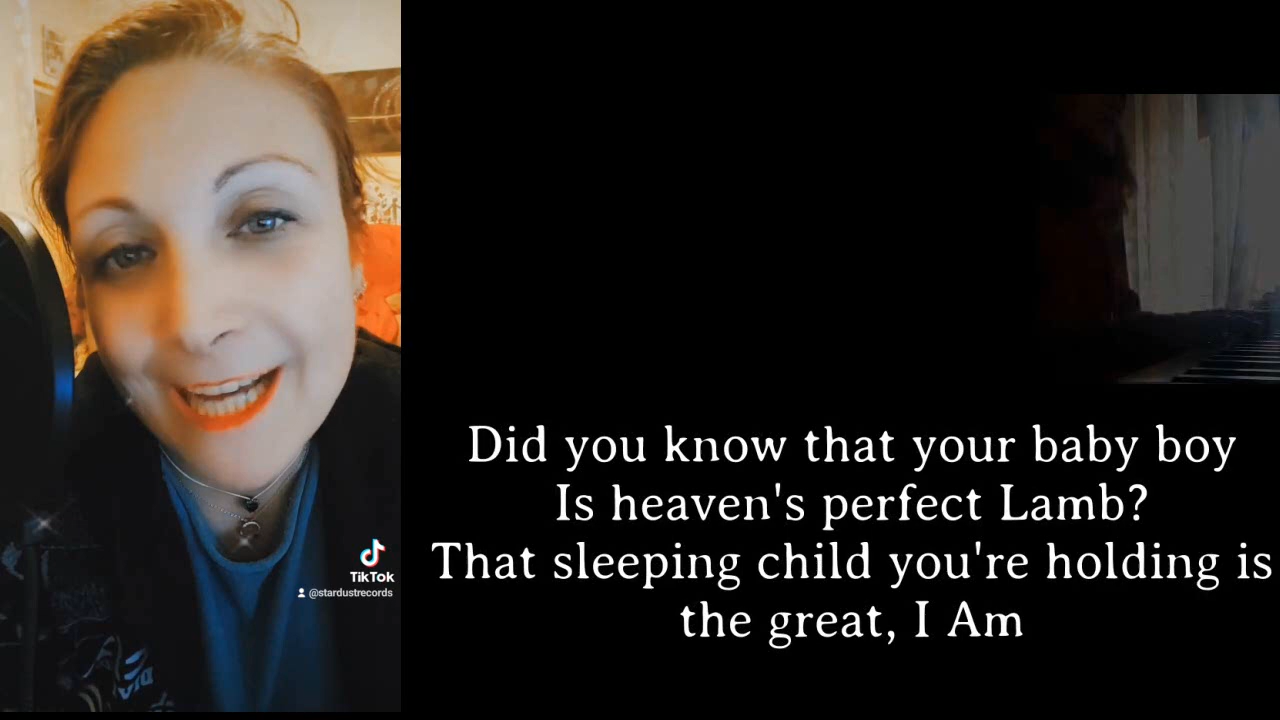 Did you know that your baby boy
Is heaven's perfect Lamb?
That sleeping child you're holding is
the great, I Am
TikTok
@stardustrecords